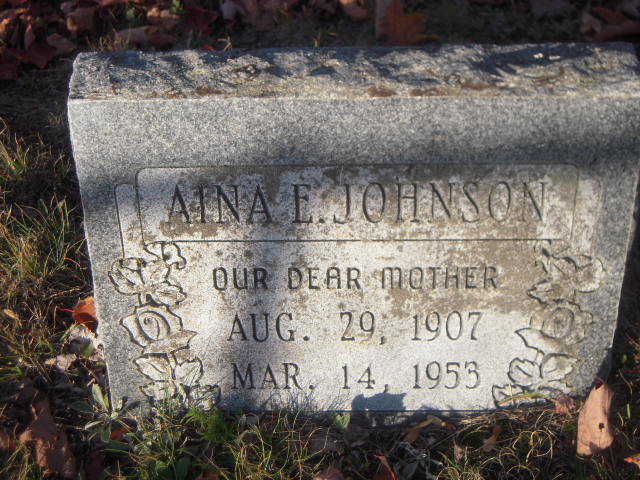 AINA E. JOHNSON
OUR DEAR MOTHER
AUG. 29, 1907
MAR. 14, 1953